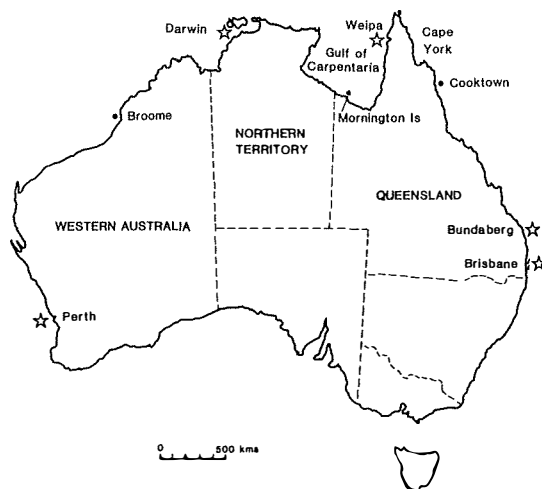 Darwin
Weipa
Cape
York
Gulf of
Carpentaria
Cooktown
Broome
Mornington Is
NORTHERN
TERRITORY
WESTERN AUSTRALIA
QUEENSLAND
Bundaberg
Brisbane
Perth
0 500 kms